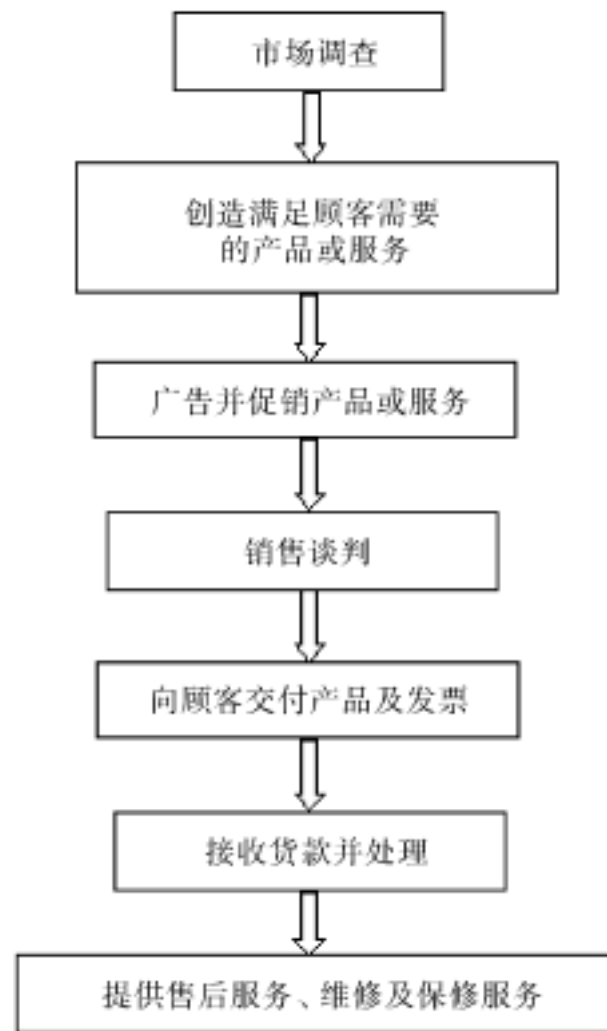 市场调查
创造满足顾客需要
的产品或服务
广告并促销产品或服务
销售谈判
向顾客交付产品及发票
接收货款并处理
提供售后服务、维修及保修服务